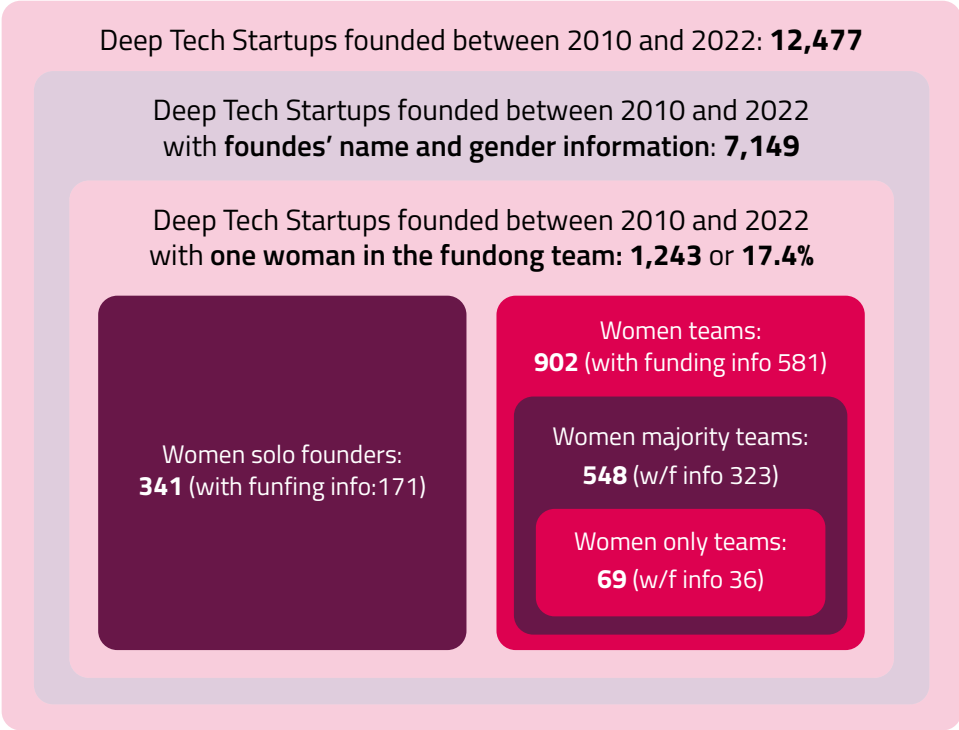 Deep Tech Startups founded between 2010 and 2022: 12,477
Deep Tech Startups founded between 2010 and 2022
with foundes’ name and gender information: 7,149
Deep Tech Startups founded between 2010 and 2022
with one woman in the fundong team: 1,243 or 17.4%
Women solo founders:
341 (with funfing info:171)
Women teams:
902 (with funding info 581)
Women majority teams:
548 (w/f info 323)
Women only teams:
69 (w/f info 36)